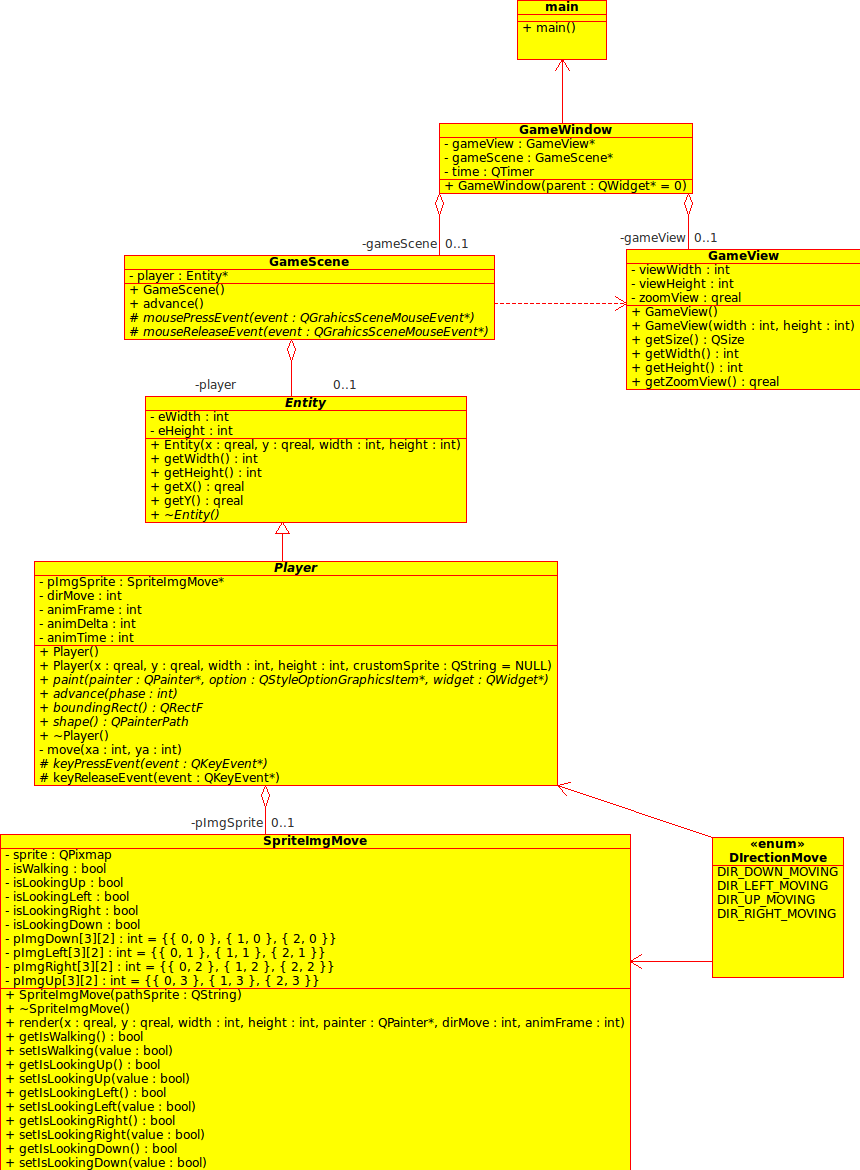 main
+ main()
GameWindow
- gameView : GameView*
- gameScene : GameScene*
- time : QTimer
+ GameWindow(parent : QWidget* = 0)
-gameScene 0..1
-gameView 0..1
GameScene
- player : Entity*
+ GameScene()
+ advance()
# mousePressEvent(event : QGrahicsSceneMouseEvent*)
# mouseReleaseEvent(event : QGrahicsSceneMouseEvent*)
GameView
- viewWidth : int
- viewHeight : int
- zoomView : qreal
+ GameView()
+ GameView(width : int, height : int)
+ getSize() : QSize
+ getWidth() : int
+ getHeight() : int
+ getZoomView() : qreal
-player 0..1
Entity
- eWidth : int
- eHeight : int
+ Entity(x : qreal, y : qreal, width : int, height : int)
+ getWidth() : int
+ getHeight() : int
+ getX() : qreal
+ getY() : qreal
+ ~Entity()
Player
- pImgSprite : SpriteImgMove*
- dirMove : int
- animFrame : int
- animDelta : int
- animTime : int
+ Player()
+ Player(x : qreal, y : qreal, width : int, height : int, crustomSprite : QString = NULL)
+ paint(painter : QPainter*, option : QStyleOptionGraphicsItem*, widget : QWidget*)
+ advance(phase : int)
+ boundingRect() : QRectF
+ shape() : QPainterPath
+ ~Player()
- move(xa : int, ya : int)
# keyPressEvent(event : QKeyEvent*)
# keyReleaseEvent(event : QKeyEvent*)
-pImgSprite 0..1
SpriteImgMove
- sprite : QPixmap
- isWalking : bool
- isLookingUp : bool
- isLookingLeft : bool
- isLookingRight : bool
- isLookingDown : bool
- pImgDown[3][2] : int = {{ 0, 0 }, { 1, 0 }, { 2, 0 }}
- pImgLeft[3][2] : int = {{ 0, 1 }, { 1, 1 }, { 2, 1 }}
- pImgRight[3][2] : int = {{ 0, 2 }, { 1, 2 }, { 2, 2 }}
- pImgUp[3][2] : int = {{ 0, 3 }, { 1, 3 }, { 2, 3 }}
+ SpriteImgMove(pathSprite : QString)
+ ~SpriteImgMove()
+ render(x : qreal, y : qreal, width : int, height : int, painter : QPainter*, dirMove : int, animFrame : int)
+ getIsWalking() : bool
+ setIsWalking(value : bool)
+ getIsLookingUp() : bool
+ setIsLookingUp(value : bool)
+ getIsLookingLeft() : bool
+ setIsLookingLeft(value : bool)
+ getIsLookingRight() : bool
+ setIsLookingRight(value : bool)
+ getIsLookingDown() : bool
+ setIsLookingDown(value : bool)
«enum»
DIrectionMove
DIR_DOWN_MOVING
DIR_LEFT_MOVING
DIR_UP_MOVING
DIR_RIGHT_MOVING